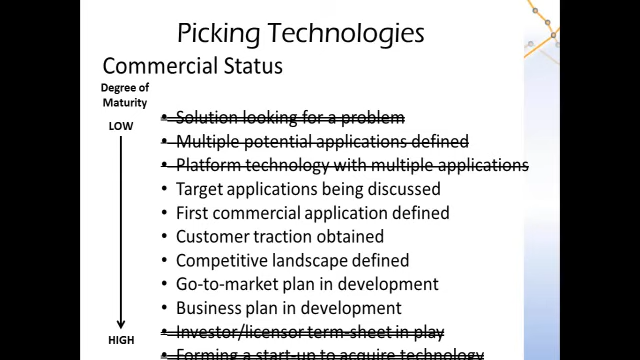 Picking Technologies
Commercial Status
Degree of
Maturity
LOW
• Solution looking for a problem
• Multiple potential applications defined
• Platform technology with multiple applications
• Target applications being discussed
• First commercial application defined
• Customer traction obtained
• Competitive landscape defined
• Go-to-market plan in development
• Business plan in development
• Investor/licensor term-sheet in play
HIGH
• Forming a start-up to acquire technology